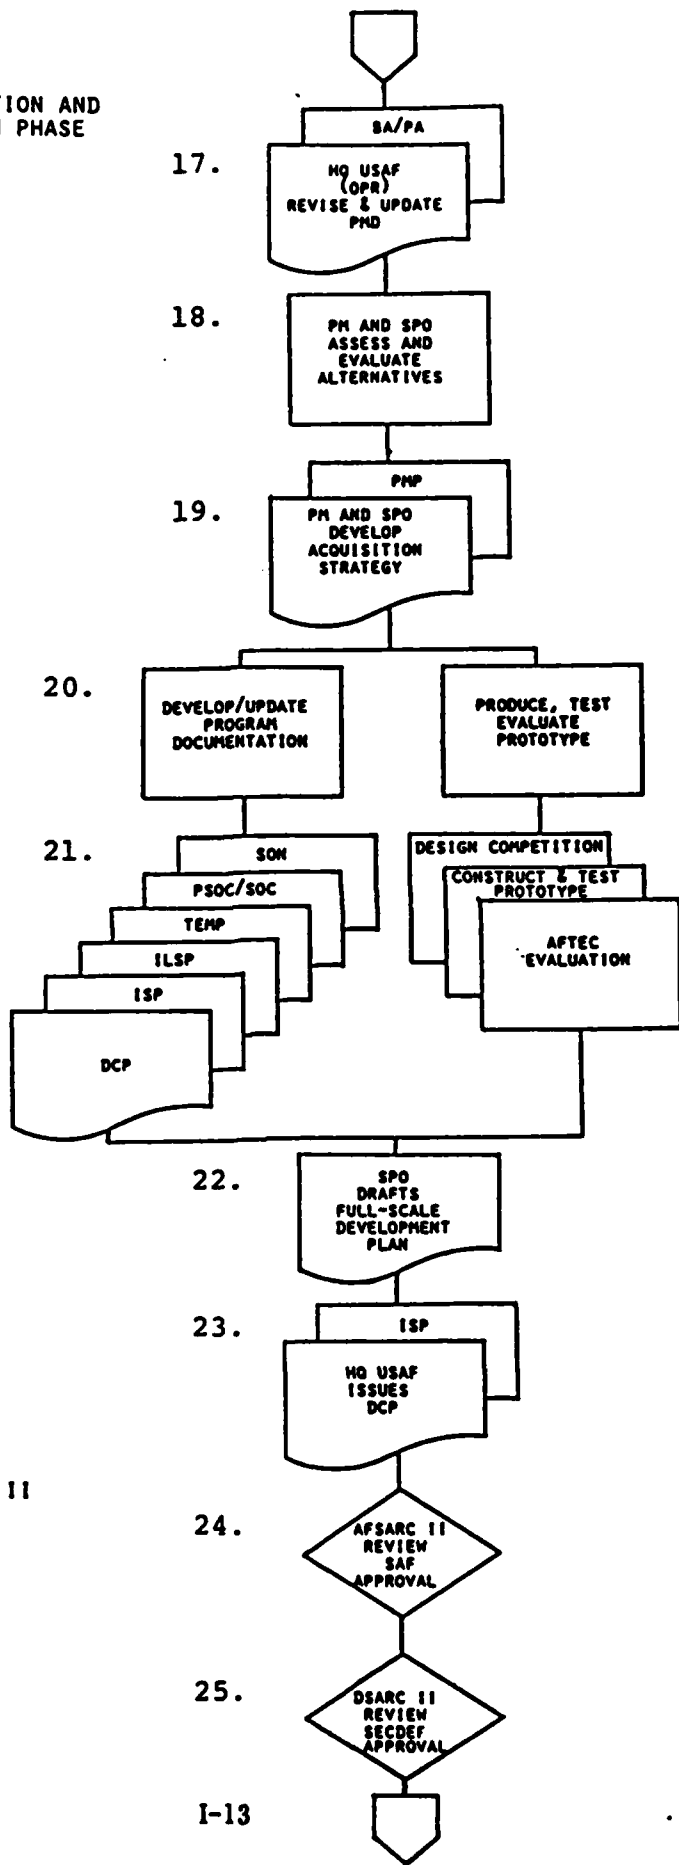 TION AND
PHASE
17.
BA/PA
HQ USAF
(OPR)
REVISE & UPDATE
PMD
18.
PM AND SPO
ASSESS AND
EVALUATE
ALTERNATIVES
PMP
19.
PM AND SPO
DEVELOP
ACQUISITION
STRATEGY
20.
DEVELOP/UPDATE
PROGRAM
DOCUMENTATION
PRODUCE, TEST
EVALUATE
PROTOTYPE
21.
SON
PSOC/SOC
TEMP
ILSP
ISP
DCP
DESIGN COMPETITION
CONSTRUCT & TEST
PROTOTYPE
AFTEC
EVALUATION
22.
SPO
DRAFTS
FULL-SCALE
DEVELOPMENT
PLAN
23.
ISP
HQ USAF
ISSUES
DCP
II
24.
AFSARC II
REVIEW
SAF
APPROVAL
25.
DSARC II
REVIEW
SECDEF
APPROVAL
I-13